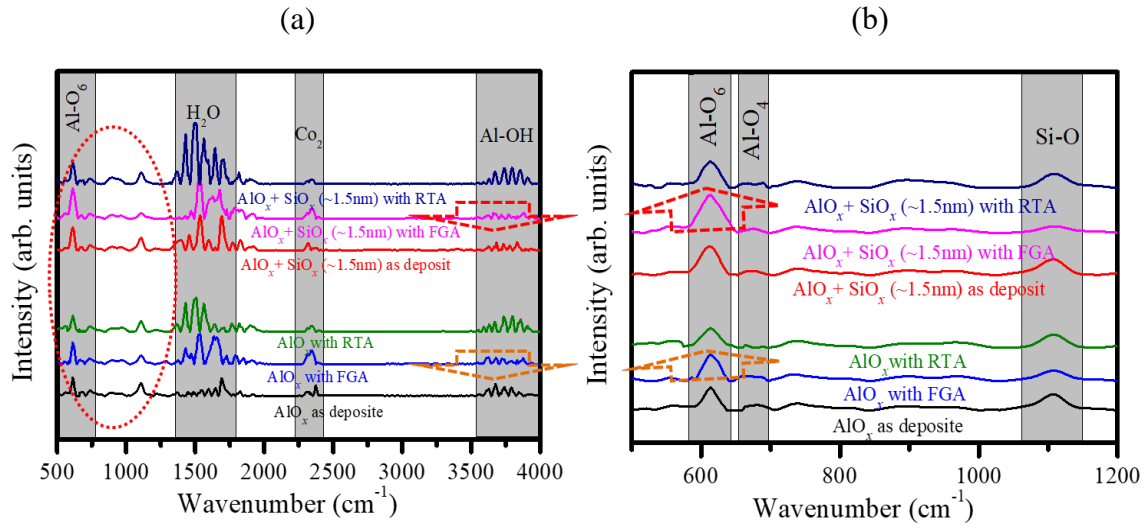 (a)
(b)
Intensity (arb. units)
Al-O₆
H₂O
Co₂
Al-OH
AlOₓ+ SiOₓ (~1.5nm) with RTA
AlOₓ+ SiOₓ (~1.5nm) with FGA
AlOₓ+ SiOₓ (~1.5nm) as deposit
AlOₓ with RTA
AlOₓ with FGA
AlOₓ as deposite
500 1000 1500 2000 2500 3000 3500 4000
Wavenumber (cm⁻¹)
Intensity (arb. units)
Al-O₆
Al-O₄
Si-O
AlOₓ+ SiOₓ (~1.5nm) with RTA
AlOₓ+ SiOₓ (~1.5nm) with FGA
AlOₓ+ SiOₓ (~1.5nm) as deposit
AlOₓ with RTA
AlOₓ with FGA
AlOₓ as deposite
600 800 1000 1200
Wavenumber (cm⁻¹)